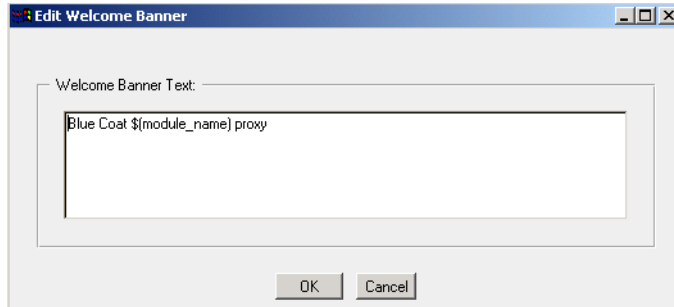 Edit Welcome Banner
Welcome Banner Text:
Blue Coat $(module_name) proxy
OK Cancel